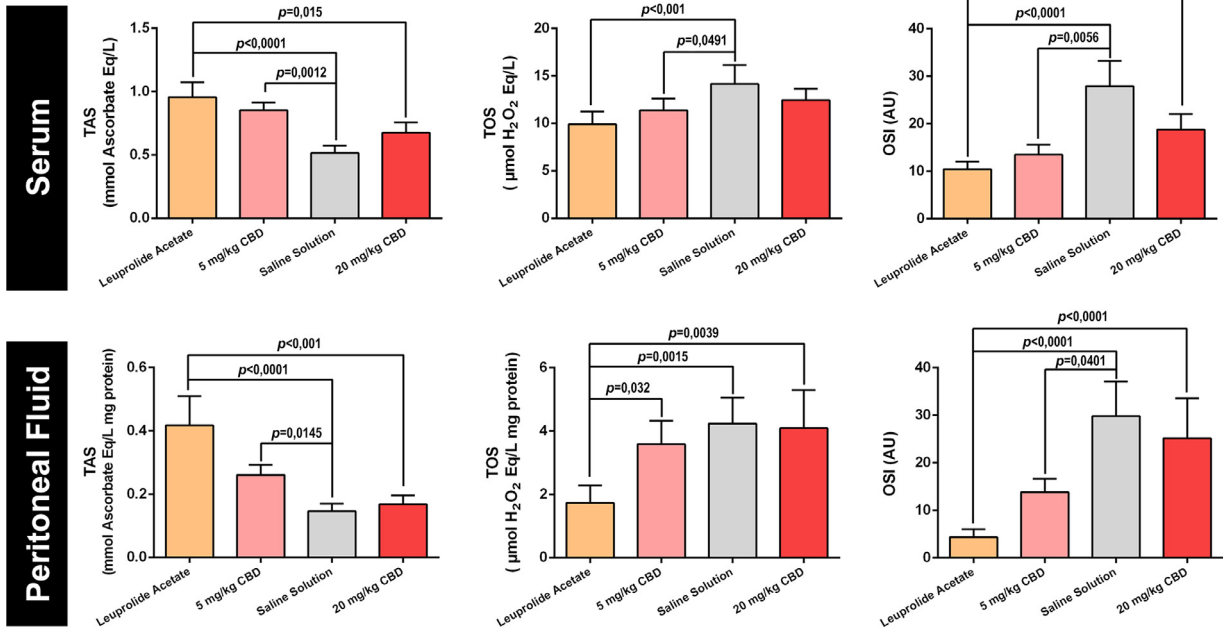 Serum
TAS
(mmol Ascorbate Eq/L)
1.5
1.0
0.5
0.0
p=0,015
p<0,0001
p=0,0012
Leuprolide Acetate
5 mg/kg CBD
Saline Solution
20 mg/kg CBD
TOS
( µmol H₂O₂ Eq/L)
20
15
10
5
0
p<0,001
p=0,0491
Leuprolide Acetate
5 mg/kg CBD
Saline Solution
20 mg/kg CBD
OSI (AU)
40
30
20
10
0
p<0,0001
p=0,0056
Leuprolide Acetate
5 mg/kg CBD
Saline Solution
20 mg/kg CBD
Peritoneal Fluid
TAS
(mmol Ascorbate Eq/L mg protein)
0.6
0.4
0.2
0.0
p<0,001
p<0,0001
p=0,0145
Leuprolide Acetate
5 mg/kg CBD
Saline Solution
20 mg/kg CBD
TOS
( µmol H₂O₂ Eq/L mg protein)
6
4
2
0
p=0,0039
p=0,0015
p=0,032
Leuprolide Acetate
5 mg/kg CBD
Saline Solution
20 mg/kg CBD
OSI (AU)
40
30
20
10
0
p<0,0001
p<0,0001
p=0,0401
Leuprolide Acetate
5 mg/kg CBD
Saline Solution
20 mg/kg CBD